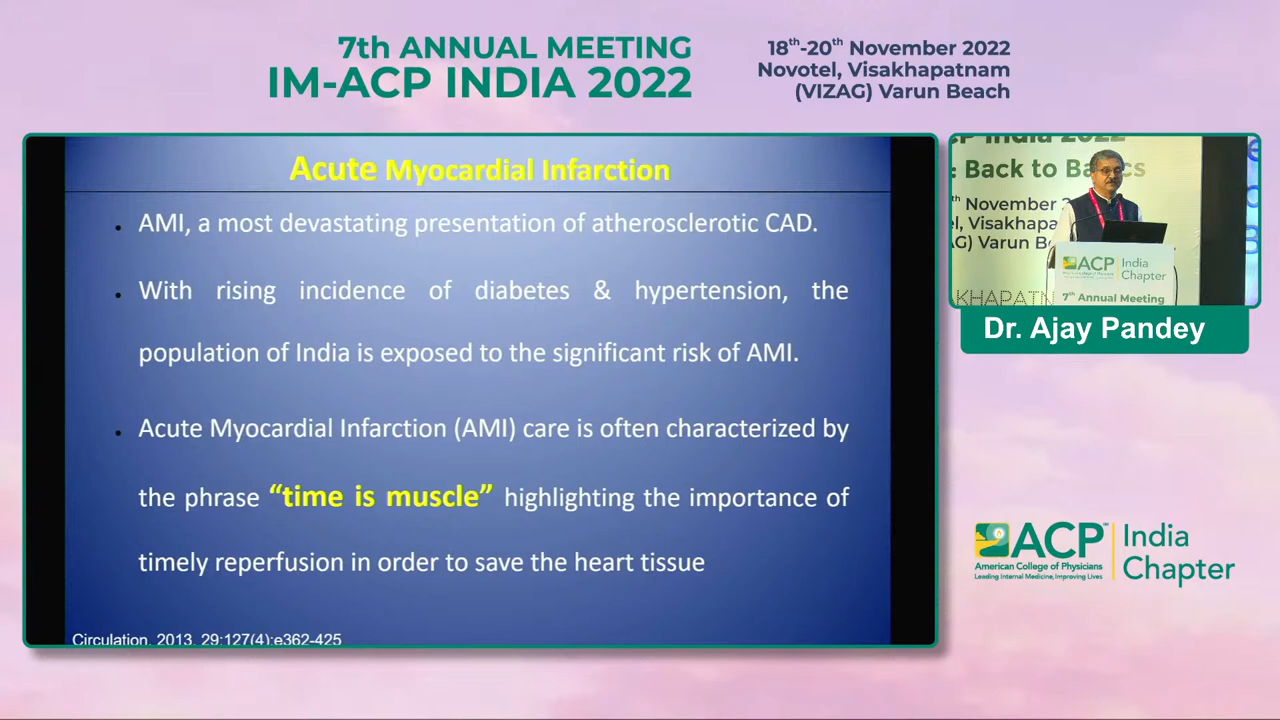 7th ANNUAL MEETING
IM-ACP INDIA 2022
18th-20th November 2022
Novotel, Visakhapatnam
(VIZAG) Varun Beach
Acute Myocardial Infarction
AMI, a most devastating presentation of atherosclerotic CAD.
With rising incidence of diabetes & hypertension, the
population of India is exposed to the significant risk of AMI.
Acute Myocardial Infarction (AMI) care is often characterized by
the phrase “time is muscle” highlighting the importance of
timely reperfusion in order to save the heart tissue
Circulation. 2013. 29:127(4):e362-425
India 2022
: Back to Basics
November
Visakhapa
AG) Varun
KHAPATN
ACP India
Chapter
7th Annual Meeting
Dr. Ajay Pandey
ACP India
American College of Physicians Chapter
Leading Internal Medicine, Improving Lives